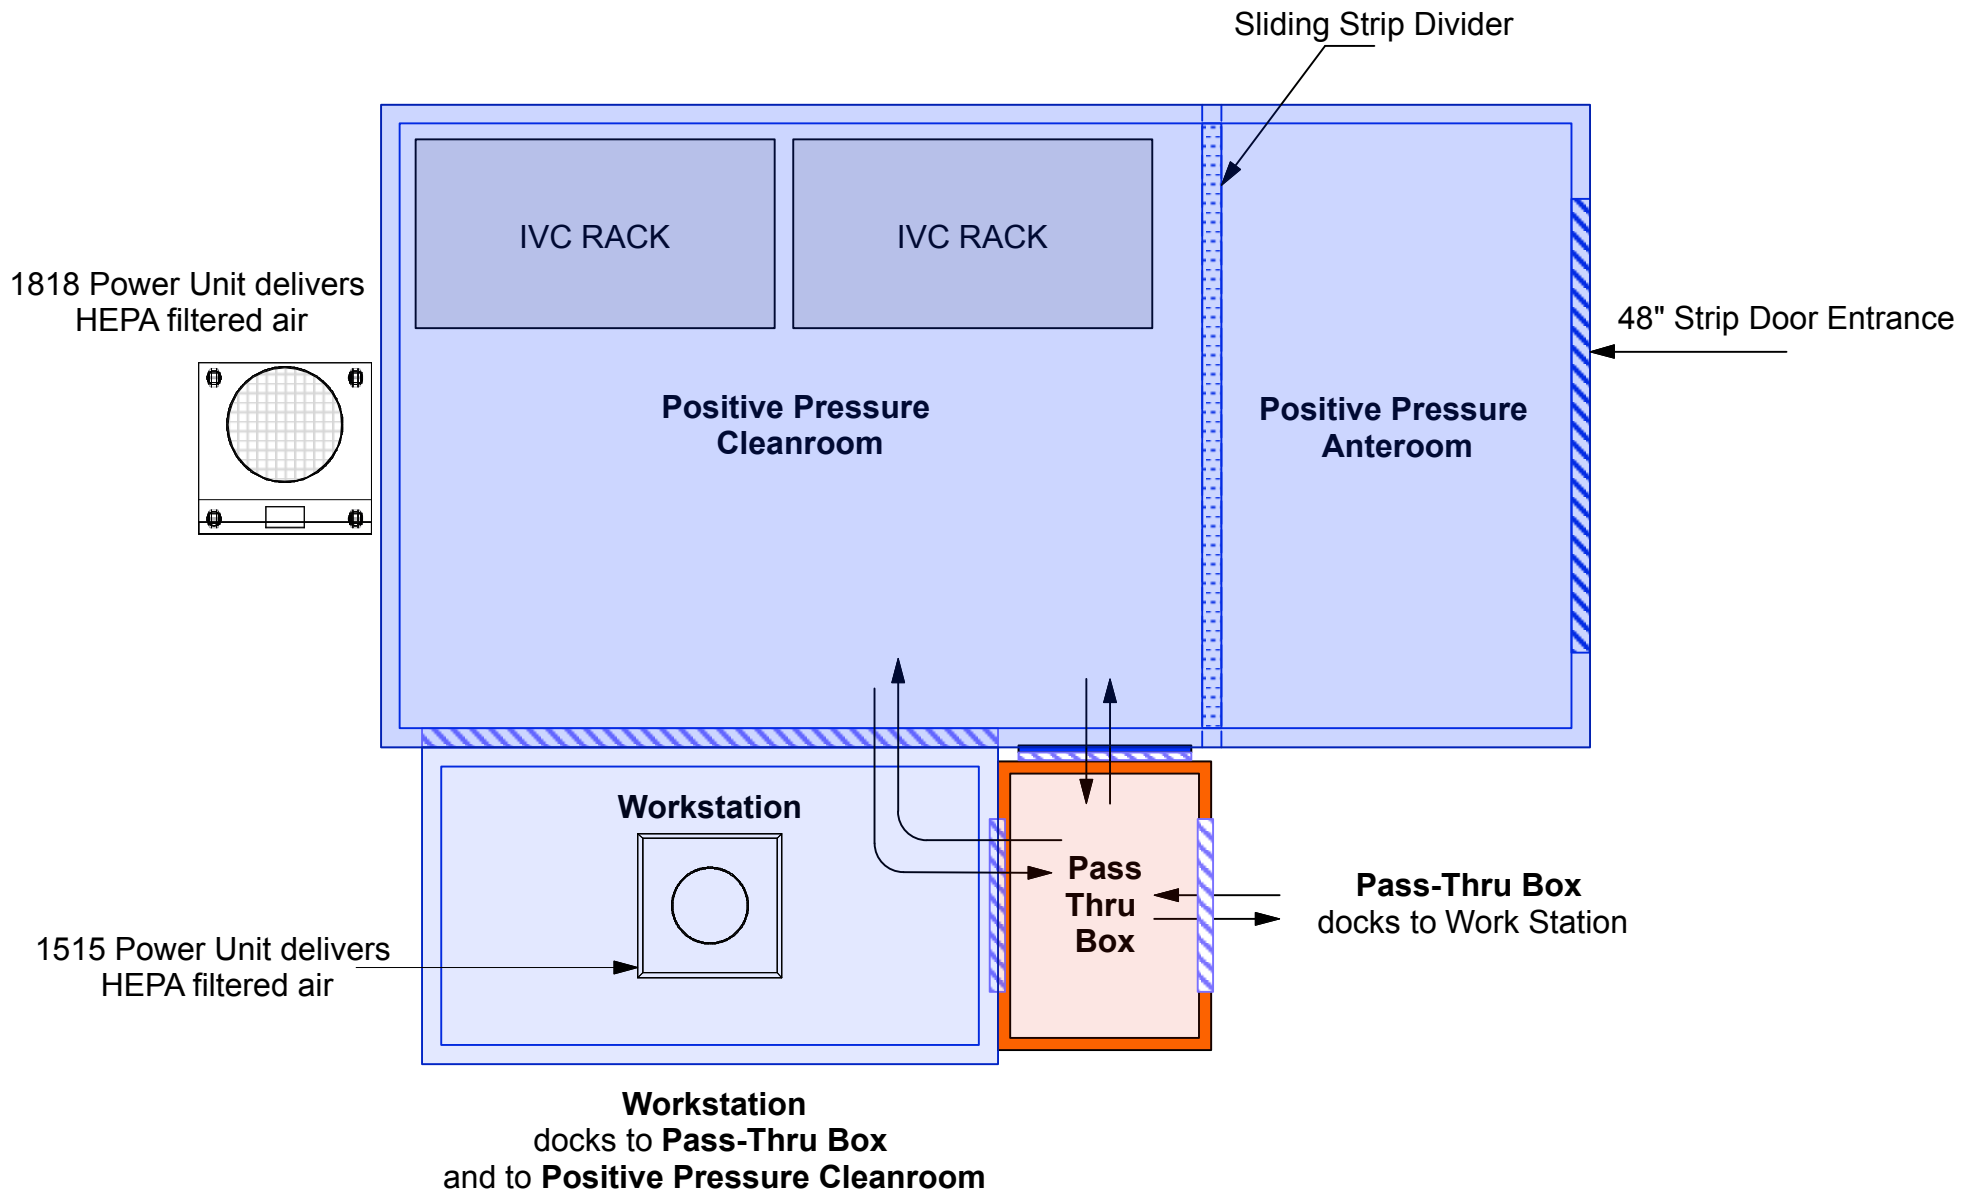 Sliding Strip Divider
IVC RACK
IVC RACK
1818 Power Unit delivers
HEPA filtered air
48" Strip Door Entrance
Positive Pressure
Cleanroom
Positive Pressure
Anteroom
Workstation
Pass
Thru
Box
Pass-Thru Box
docks to Work Station
1515 Power Unit delivers
HEPA filtered air
Workstation
docks to Pass-Thru Box
and to Positive Pressure Cleanroom